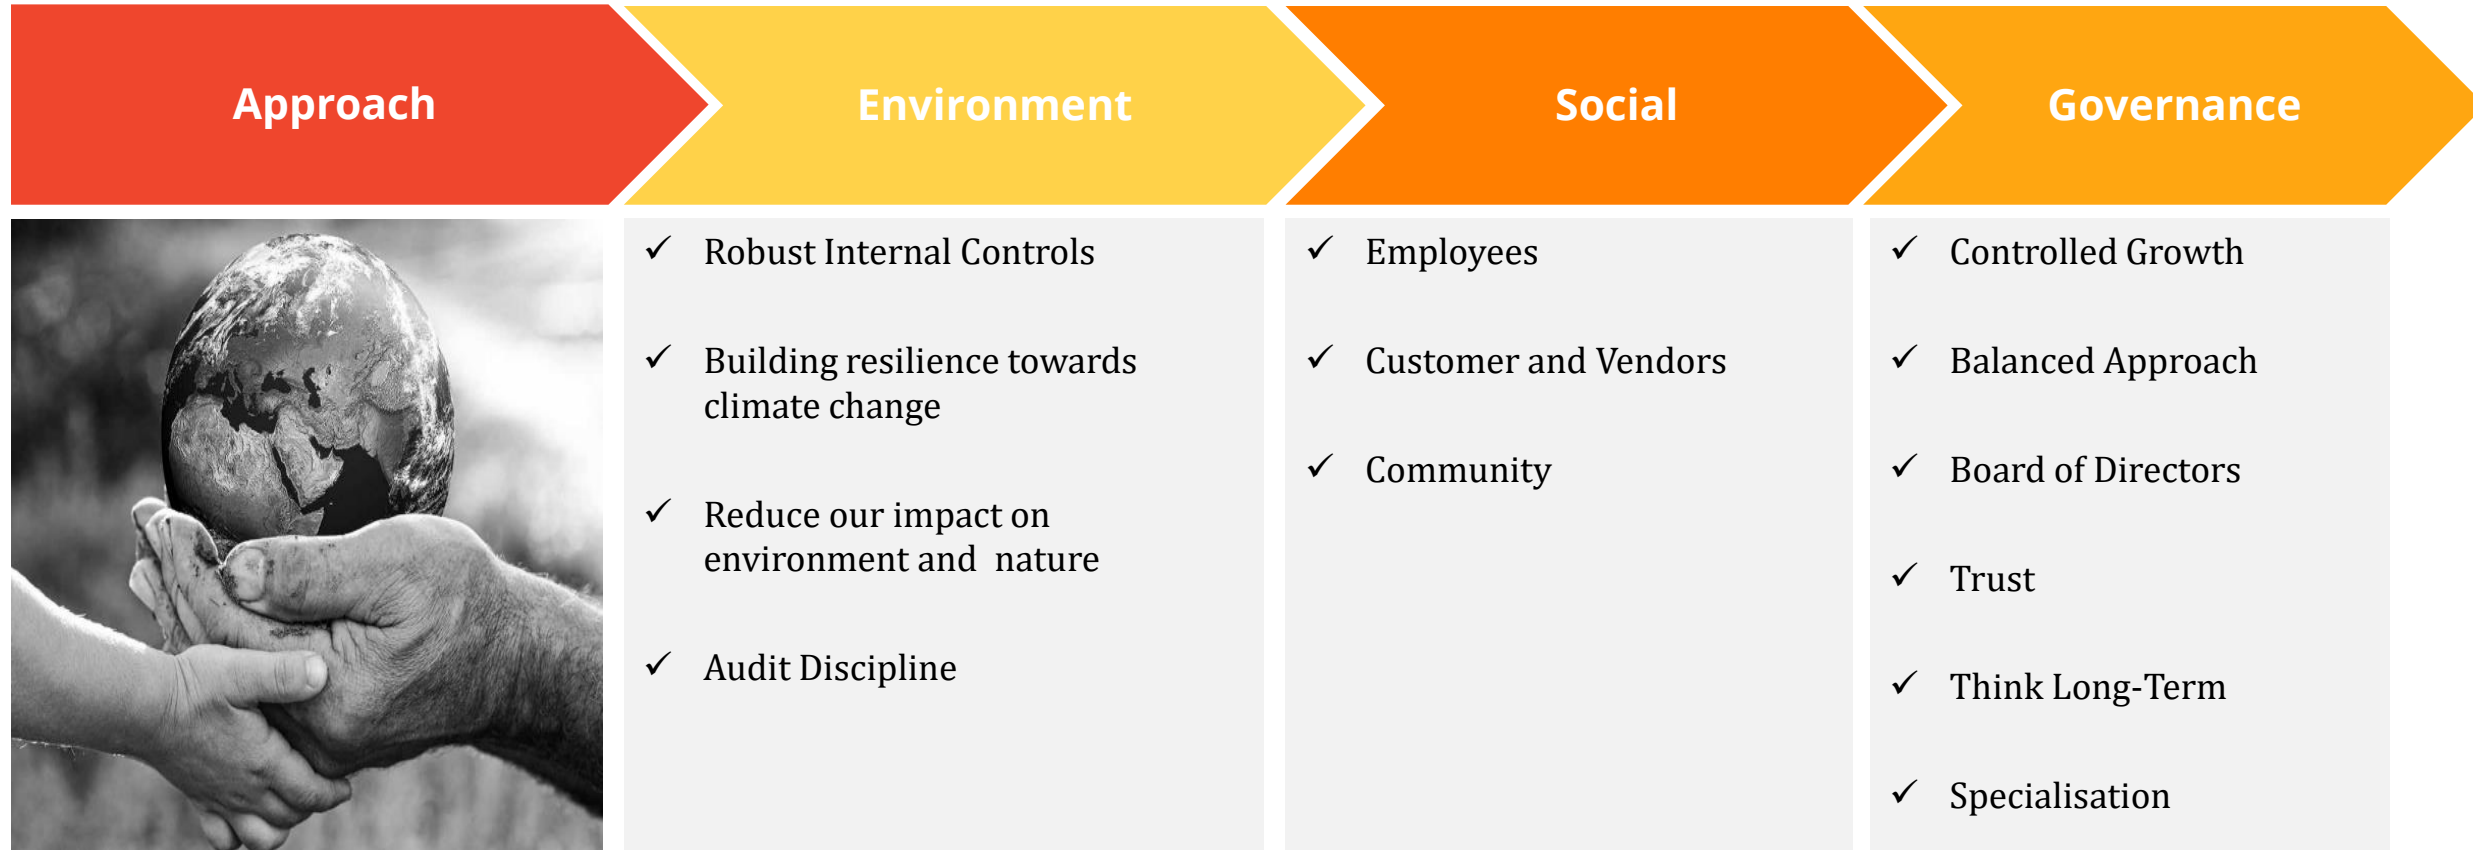 Approach
Environment
Social
Governance
✓ Robust Internal Controls
✓ Building resilience towards
climate change
✓ Reduce our impact on
environment and  nature
✓ Audit Discipline
✓ Employees
✓ Customer and Vendors
✓ Community
✓ Controlled Growth
✓ Balanced Approach
✓ Board of Directors
✓ Trust
✓ Think Long-Term
✓ Specialisation